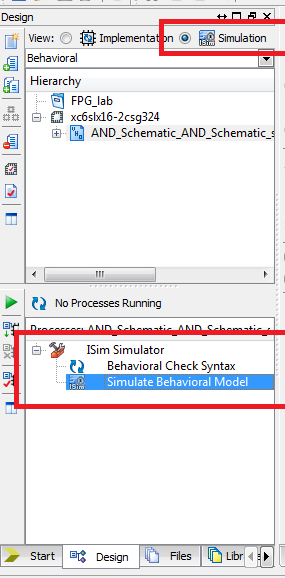 Design
View:
Implementation
Simulation
Behavioral
Hierarchy
FPG_lab
xc6slx16-2csg324
AND_Schematic_AND_Schematic_s
No Processes Running
Processes: AND_Schematic_AND_Schematic_
ISim Simulator
Behavioral Check Syntax
Simulate Behavioral Model
Start
Design
Files
Libr